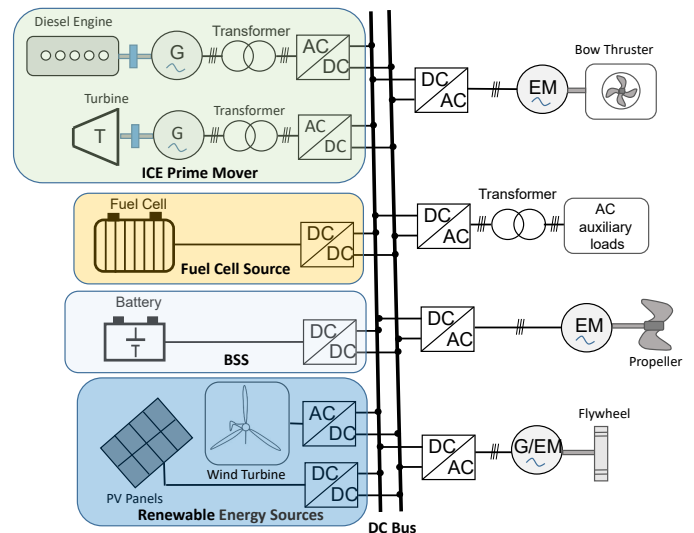 Diesel Engine
G
Transformer
AC
DC
Turbine
T
G
Transformer
AC
DC
ICE Prime Mover
Fuel Cell
DC
DC
Fuel Cell Source
Battery
DC
DC
BSS
AC
DC
Wind Turbine
PV Panels
DC
DC
Renewable Energy Sources
DC Bus
DC
AC
EM
Bow Thruster
DC
AC
Transformer
AC
auxiliary
loads
DC
AC
EM
Propeller
DC
AC
G/EM
Flywheel